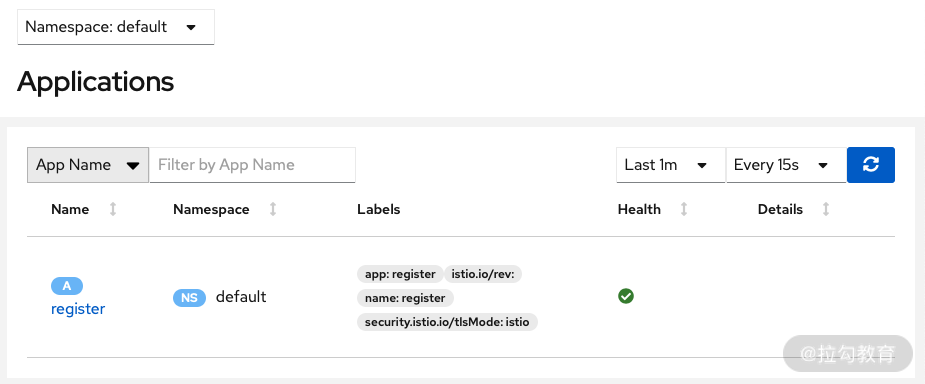 Namespace: default
Applications
App Name Filter by App Name Last 1m Every 15s
Name Namespace Labels Health Details
A
register
NS default
app: register istio.io/rev:
name: register
security.istio.io/tlsMode: istio
@拉勾教育